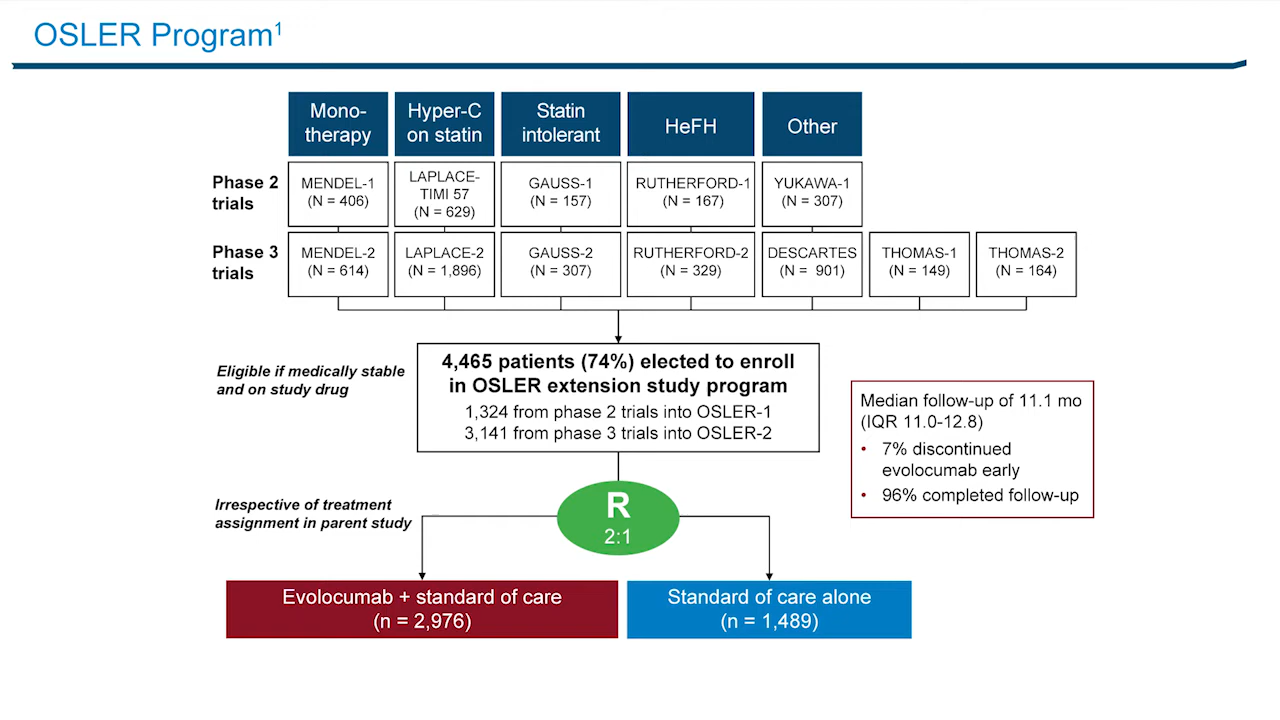 OSLER Program¹
Mono-
therapy
Hyper-C
on statin
Statin
intolerant
HeFH
Other
Phase 2
trials
MENDEL-1
(N = 406)
LAPLACE-
TIMI 57
(N = 629)
GAUSS-1
(N = 157)
RUTHERFORD-1
(N = 167)
YUKAWA-1
(N = 307)
Phase 3
trials
MENDEL-2
(N = 614)
LAPLACE-2
(N = 1,896)
GAUSS-2
(N = 307)
RUTHERFORD-2
(N = 329)
DESCARTES
(N = 901)
THOMAS-1
(N = 149)
THOMAS-2
(N = 164)
Eligible if medically stable
and on study drug
4,465 patients (74%) elected to enroll
in OSLER extension study program
1,324 from phase 2 trials into OSLER-1
3,141 from phase 3 trials into OSLER-2
Median follow-up of 11.1 mo
(IQR 11.0-12.8)
• 7% discontinued
evolocumab early
• 96% completed follow-up
Irrespective of treatment
assignment in parent study
R
2:1
Evolocumab + standard of care
(n = 2,976)
Standard of care alone
(n = 1,489)